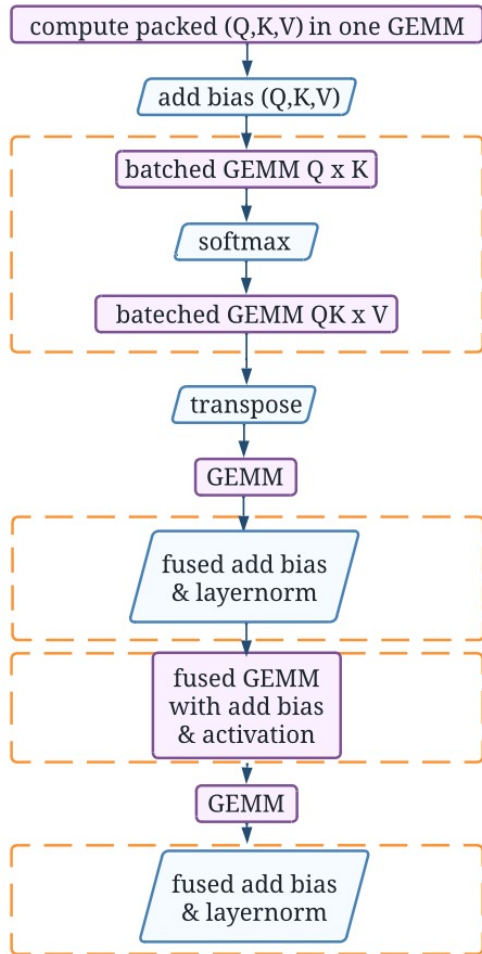 compute packed (Q,K,V) in one GEMM
add bias (Q,K,V)
batched GEMM Q x K
softmax
bateched GEMM QK x V
transpose
GEMM
fused add bias
& layernorm
fused GEMM
with add bias
& activation
GEMM
fused add bias
& layernorm